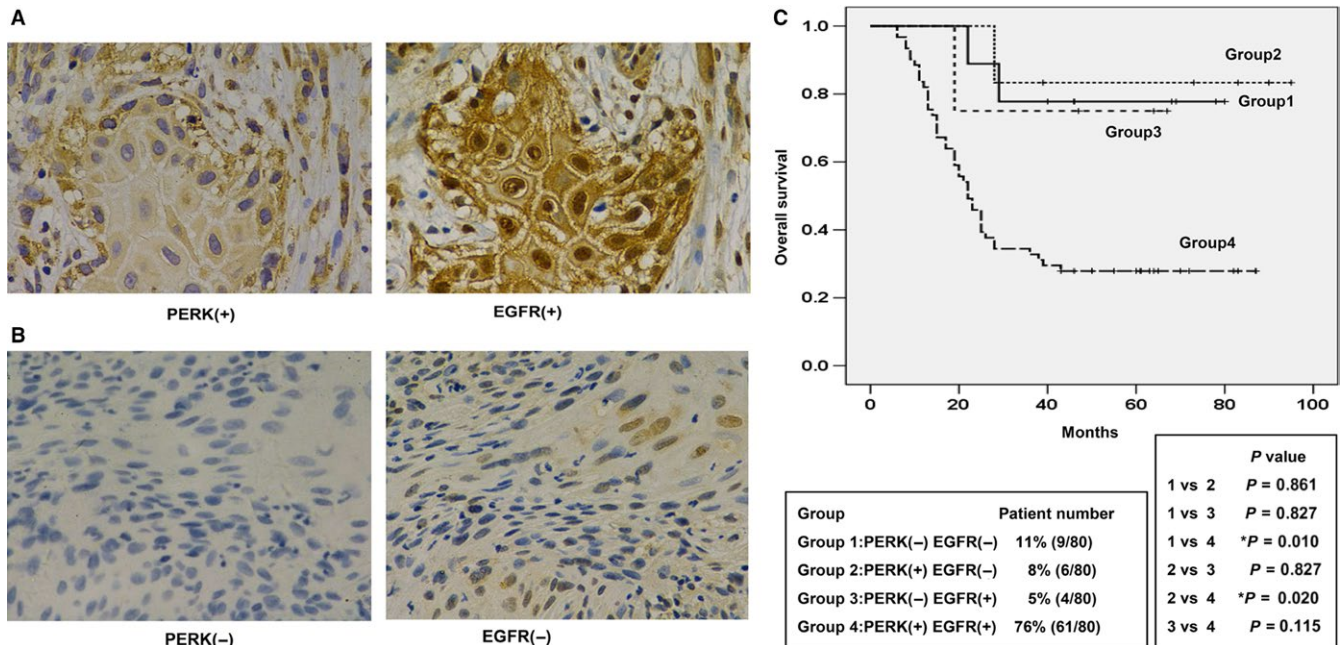 A
PERK(+)
EGFR(+)
B
PERK(–)
EGFR(–)
C
Overall survival
1.0
0.8
0.6
0.4
0.2
0.0
Group2
Group1
Group3
Group4
0 20 40 60 80 100
Months
Group Patient number
Group 1:PERK(–) EGFR(–) 11% (9/80)
Group 2:PERK(+) EGFR(–) 8% (6/80)
Group 3:PERK(–) EGFR(+) 5% (4/80)
Group 4:PERK(+) EGFR(+) 76% (61/80)
P value
1 vs 2 P = 0.861
1 vs 3 P = 0.827
1 vs 4 *P = 0.010
2 vs 3 P = 0.827
2 vs 4 *P = 0.020
3 vs 4 P = 0.115